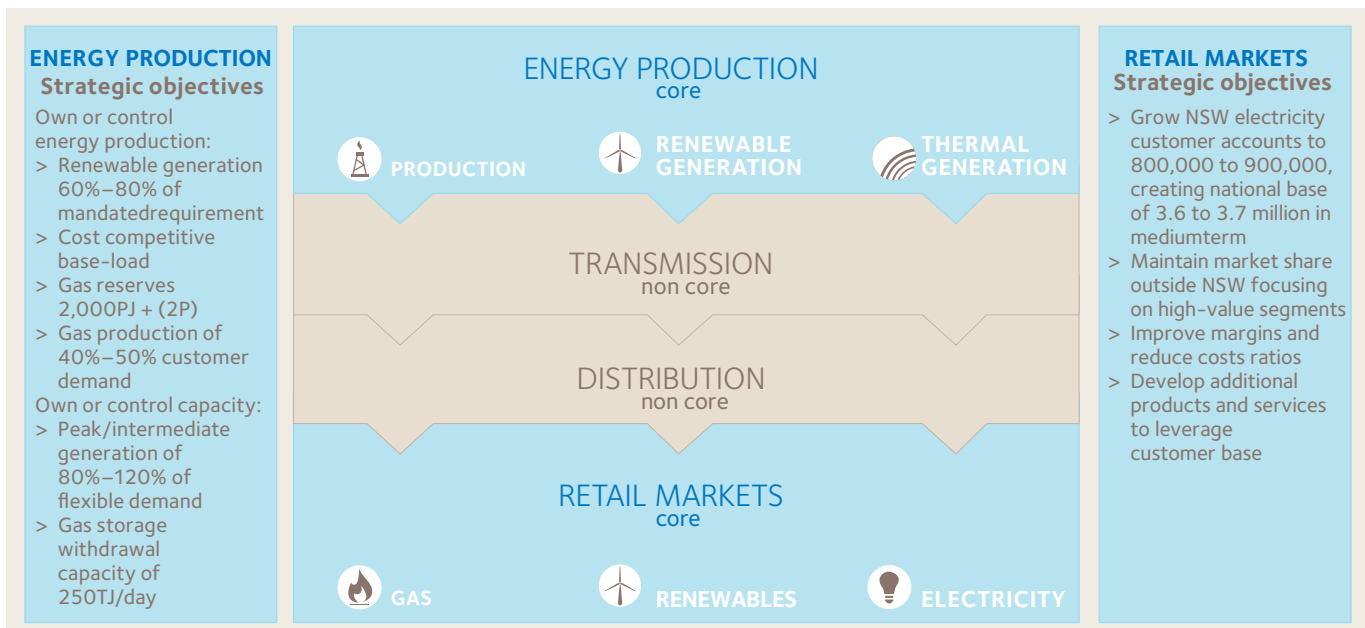 ENERGY PRODUCTION
Strategic objectives
Own or control
energy production:
> Renewable generation
60%–80% of
mandatedrequirement
> Cost competitive
base-load
> Gas reserves
2,000PJ + (2P)
> Gas production of
40%–50% customer
demand
Own or control capacity:
> Peak/intermediate
generation of
80%–120% of
flexible demand
> Gas storage
withdrawal
capacity of
250TJ/day
ENERGY PRODUCTION
core
PRODUCTION
RENEWABLE
GENERATION
THERMAL
GENERATION
TRANSMISSION
non core
DISTRIBUTION
non core
RETAIL MARKETS
core
GAS
RENEWABLES
ELECTRICITY
RETAIL MARKETS
Strategic objectives
> Grow NSW electricity
customer accounts to
800,000 to 900,000,
creating national base
of 3.6 to 3.7 million in
mediumterm
> Maintain market share
outside NSW focusing
on high-value segments
> Improve margins and
reduce costs ratios
> Develop additional
products and services
to leverage
customer base